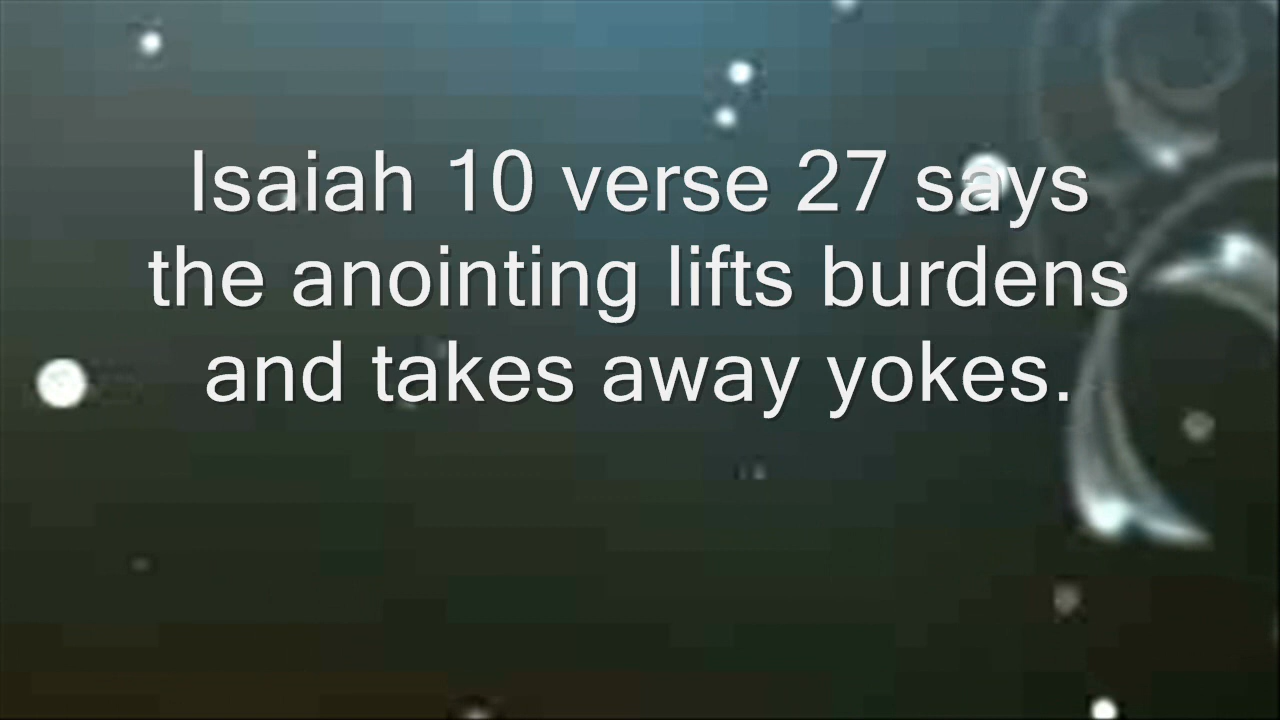 Isaiah 10 verse 27 says
the anointing lifts burdens
and takes away yokes.